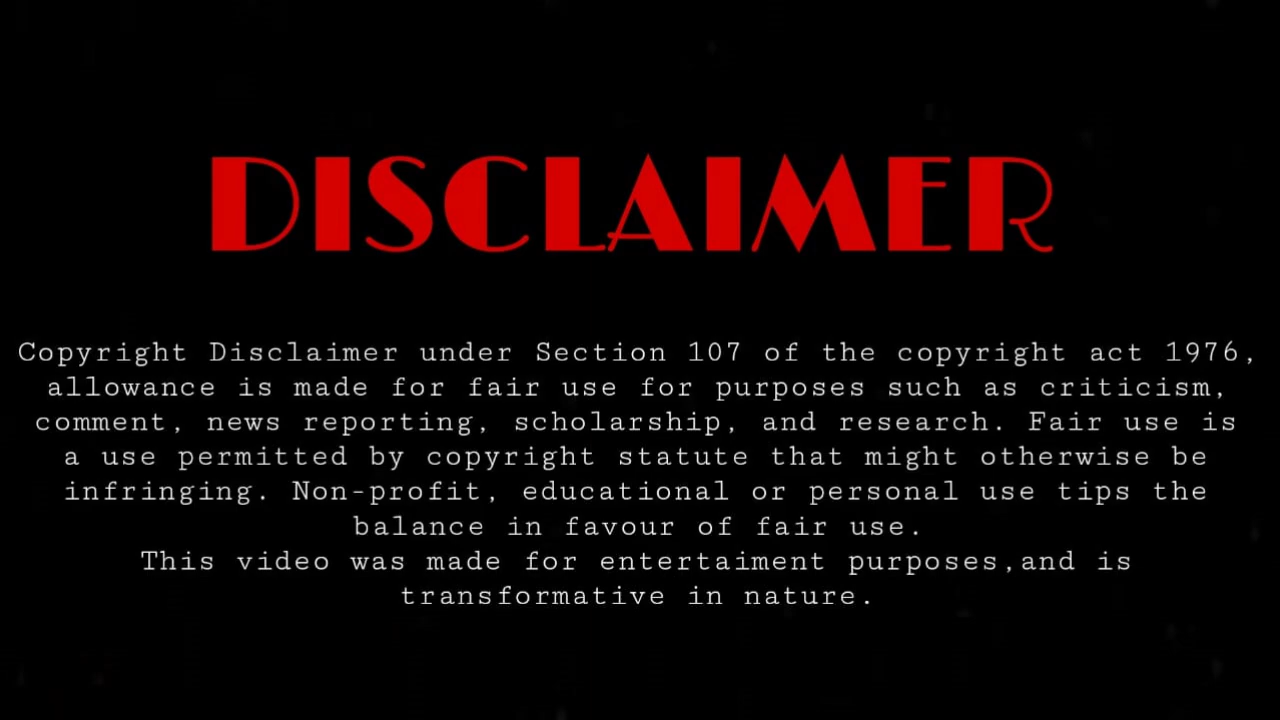 DISCLAIMER
Copyright Disclaimer under Section 107 of the copyright act 1976,
allowance is made for fair use for purposes such as criticism,
comment, news reporting, scholarship, and research. Fair use is
a use permitted by copyright statute that might otherwise be
infringing. Non-profit, educational or personal use tips the
balance in favour of fair use.
This video was made for entertaiment purposes,and is
transformative in nature.